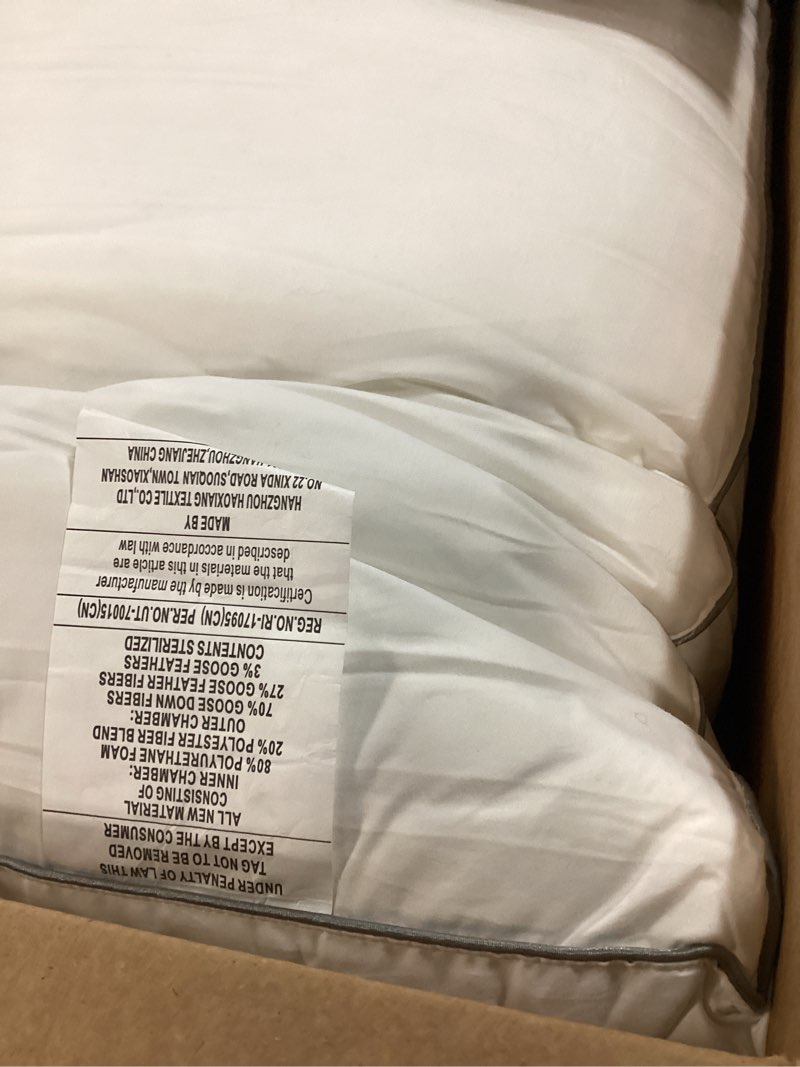 UNDER PENALTY OF LAW THIS
TAG NOT TO BE REMOVED
EXCEPT BY THE CONSUMER
ALL NEW MATERIAL
CONSISTING OF
INNER CHAMBER:
80% POLYURETHANE FOAM
20% POLYESTER FIBER BLEND
OUTER CHAMBER:
70% GOOSE DOWN FIBERS
27% GOOSE FEATHER FIBERS
3% GOOSE FEATHERS
CONTENTS STERILIZED
REG.NO.RI-17095(CN) PER.NO.UT-70015(CN)
Certification is made by the manufacturer
that the materials in this article are
described in accordance with law
MADE BY
HANGZHOU HAOXIANG TEXTILE CO.,LTD
NO.22 XINDA ROAD,SUOQIAN TOWN,XIAOSHAN
HANGZHOU,ZHEJIANG CHINA